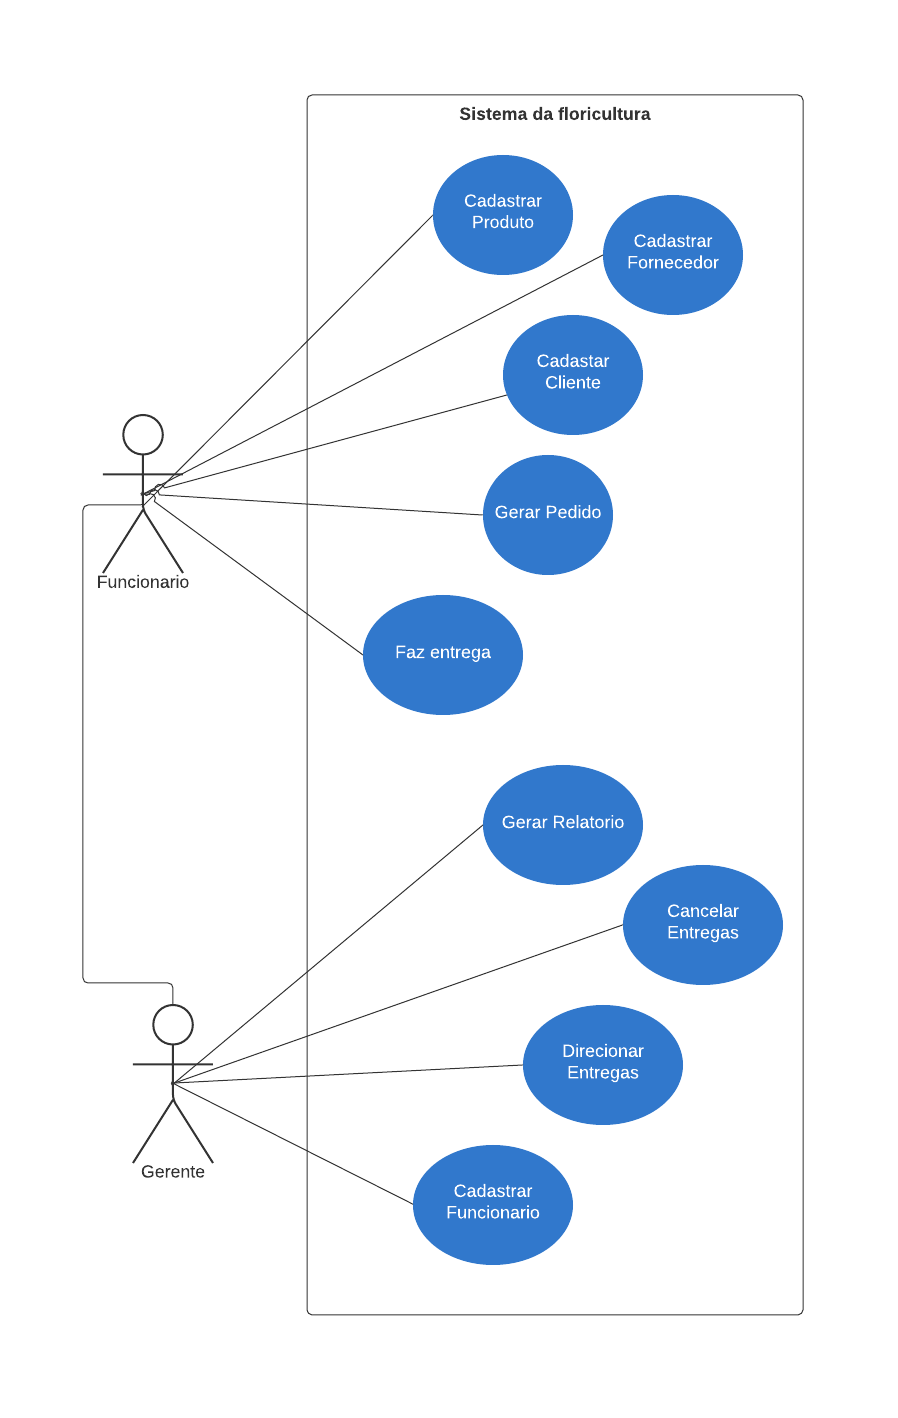 Sistema da floricultura
Cadastrar
Produto
Cadastrar
Fornecedor
Cadastar
Cliente
Gerar Pedido
Funcionario
Faz entrega
Gerar Relatorio
Cancelar
Entregas
Direcionar
Entregas
Gerente
Cadastrar
Funcionario